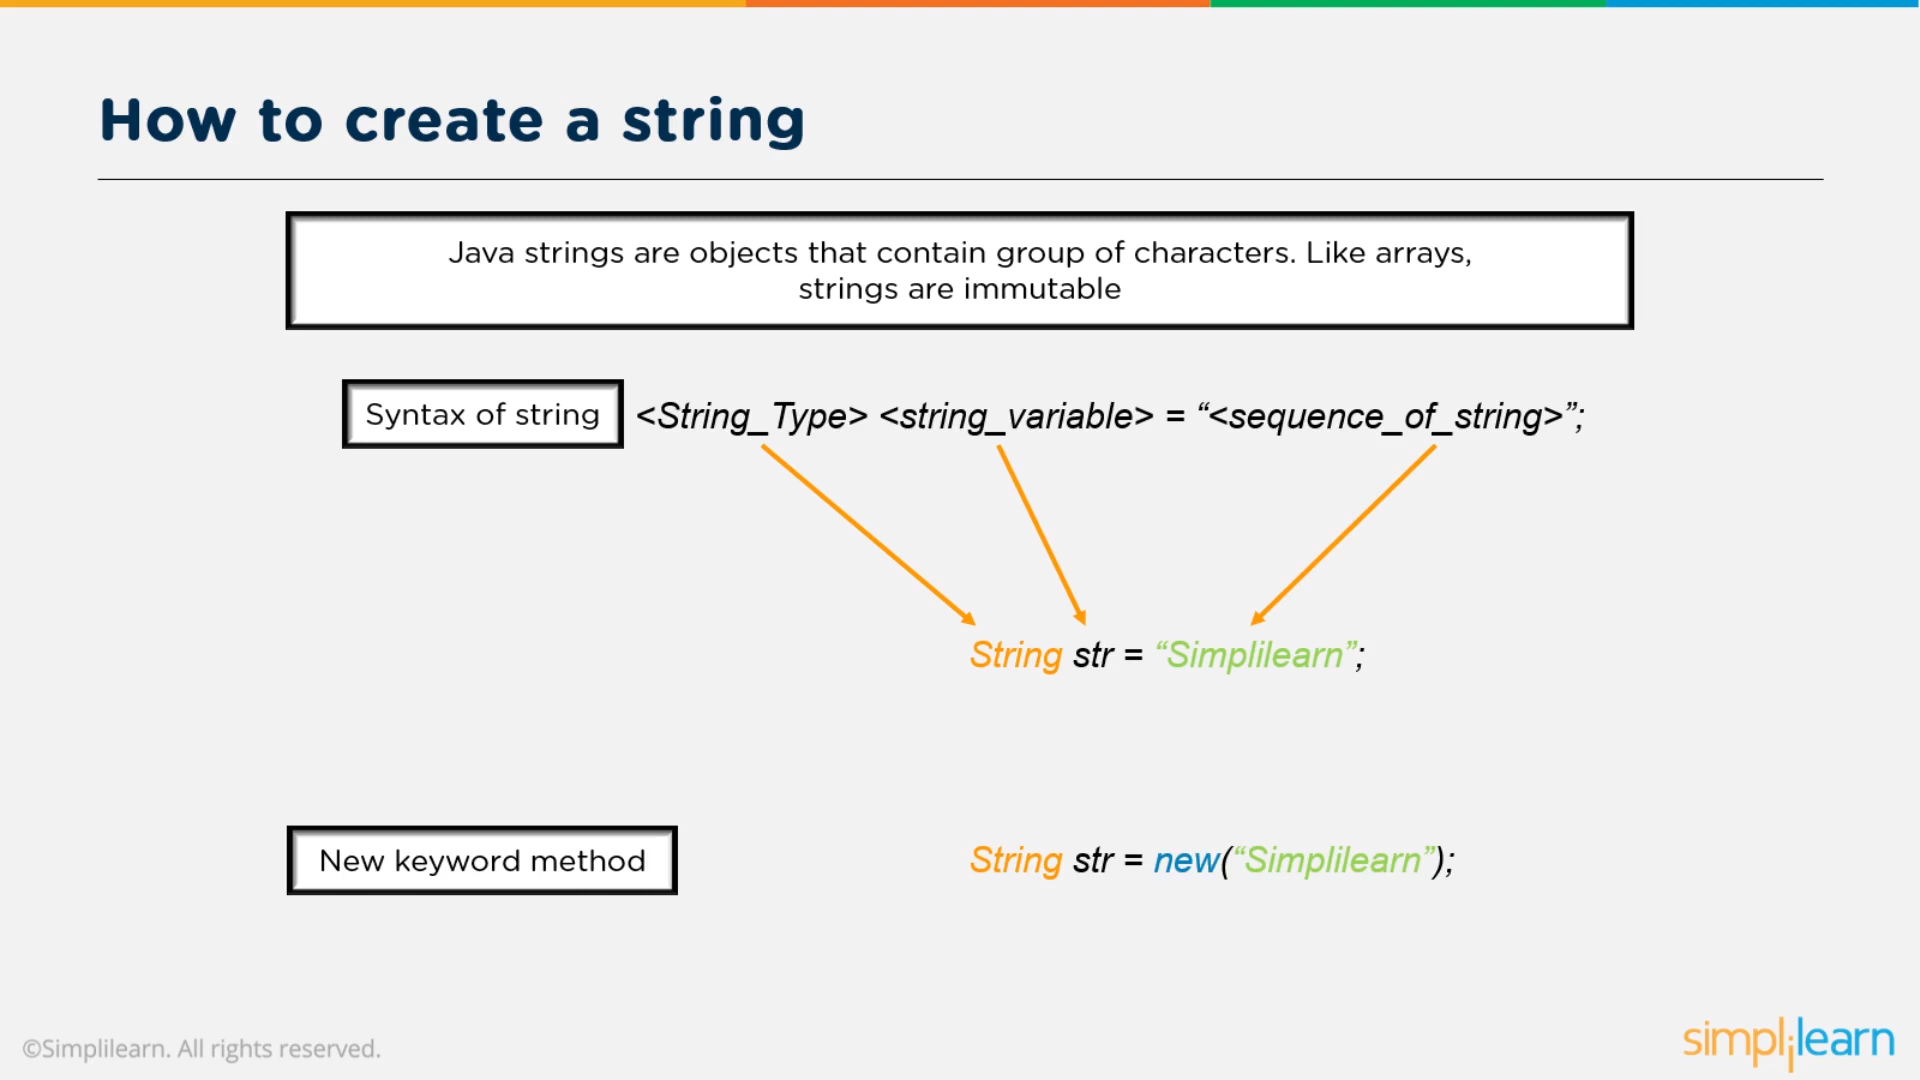 How to create a string
Java strings are objects that contain group of characters. Like arrays,
strings are immutable
Syntax of string
<String_Type> <string_variable> = “<sequence_of_string>”;
String str = “Simplilearn”;
New keyword method
String str = new(“Simplilearn”);
©Simplilearn. All rights reserved.
simplilearn